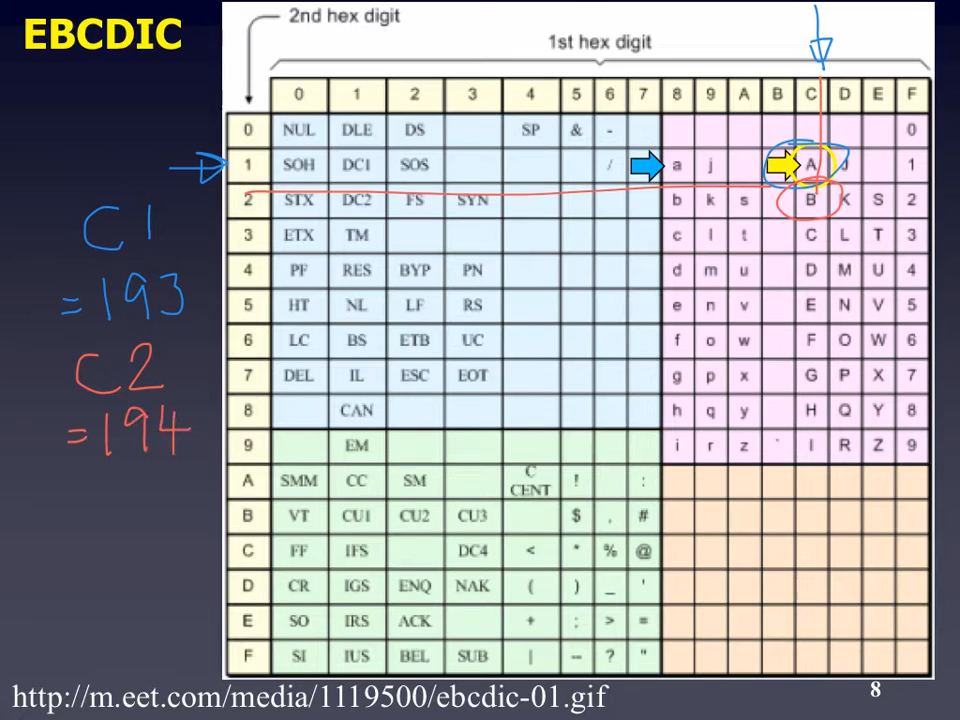 EBCDIC
2nd hex digit
1st hex digit
0 1 2 3 4 5 6 7 8 9 A B C D E F
0 NUL DLE DS SP & - 0
1 SOH DC1 SOS / a j A J 1
2 STX DC2 FS SYN b k s B K S 2
3 ETX TM c l t C L T 3
4 PF RES BYP PN d m u D M U 4
5 HT NL LF RS e n v E N V 5
6 LC BS ETB UC f o w F O W 6
7 DEL IL ESC EOT g p x G P X 7
8 CAN h q y H Q Y 8
9 EM i r z ` I R Z 9
A SMM CC SM C CENT ! :
B VT CU1 CU2 CU3 $ , #
C FF IFS DC4 < * % @
D CR IGS ENQ NAK ( ) _ '
E SO IRS ACK + ; > =
F SI IUS BEL SUB | ¬ ? "
C1
=193
C2
=194
http://m.eet.com/media/1119500/ebcdic-01.gif
8